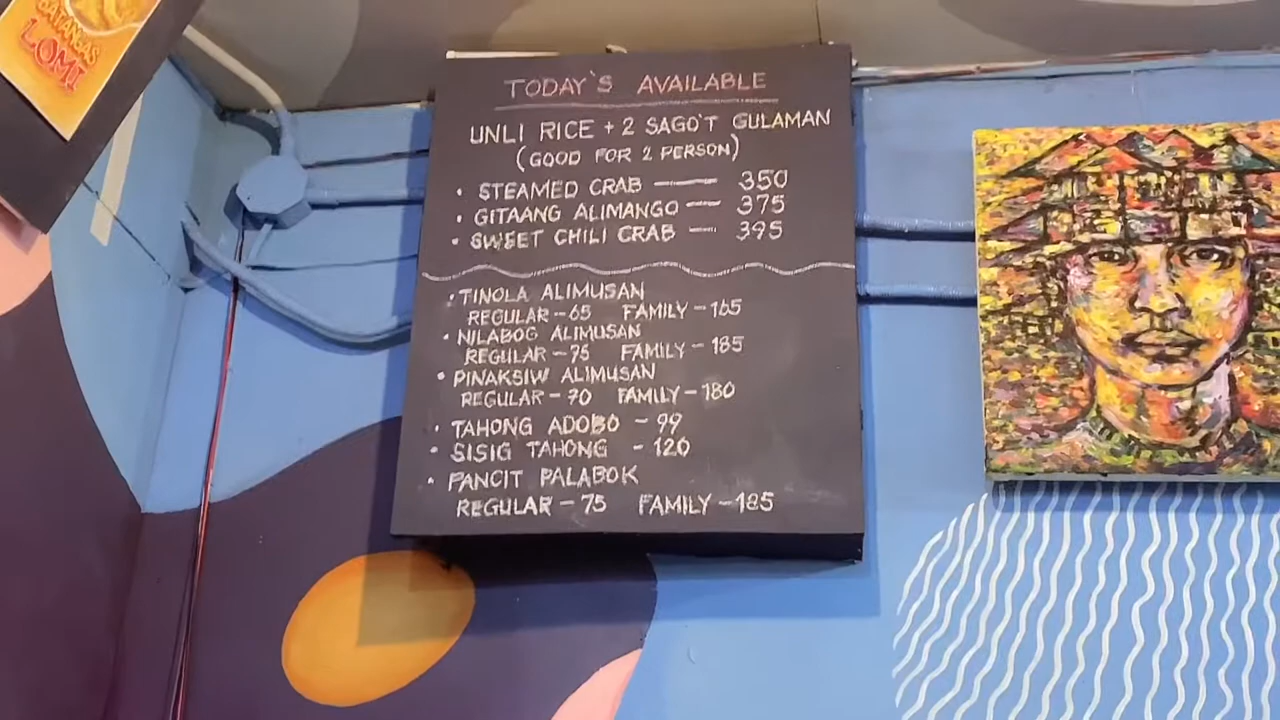 BATANGAS
LOMI
TODAY'S AVAILABLE
UNLI RICE + 2 SAGO'T GULAMAN
(GOOD FOR 2 PERSON)
• STEAMED CRAB — 350
• GITAANG ALIMANGO — 375
• SWEET CHILI CRAB — 395
• TINOLA ALIMUSAN
REGULAR - 65 FAMILY - 165
• NILABOG ALIMUSAN
REGULAR - 75 FAMILY - 185
• PINAKSIW ALIMUSAN
REGULAR - 70 FAMILY - 180
• TAHONG ADOBO - 99
• SISIG TAHONG - 120
• PANCIT PALABOK
REGULAR - 75 FAMILY - 185